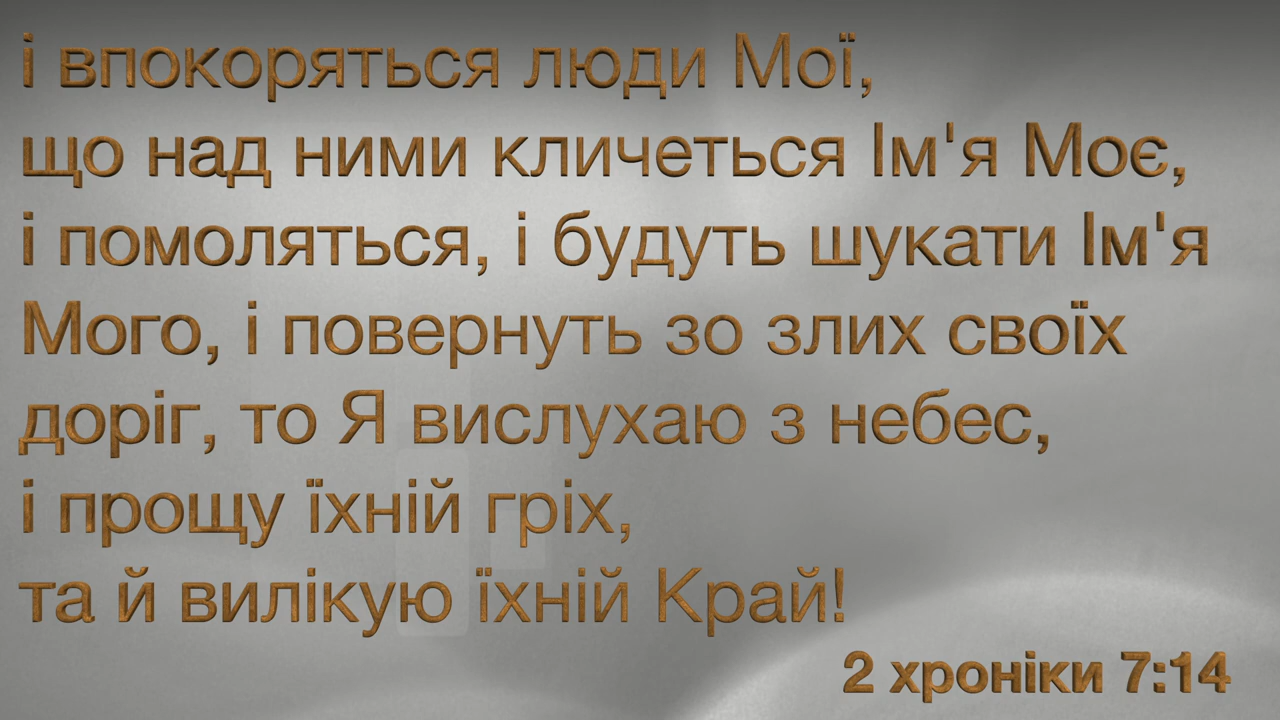 і впокоряться люди Мої,
що над ними кличеться Ім'я Моє,
і помоляться, і будуть шукати Ім'я
Мого, і повернуть зо злих своїх
доріг, то Я вислухаю з небес,
і прощу їхній гріх,
та й вилікую їхній Край!
2 хроніки 7:14